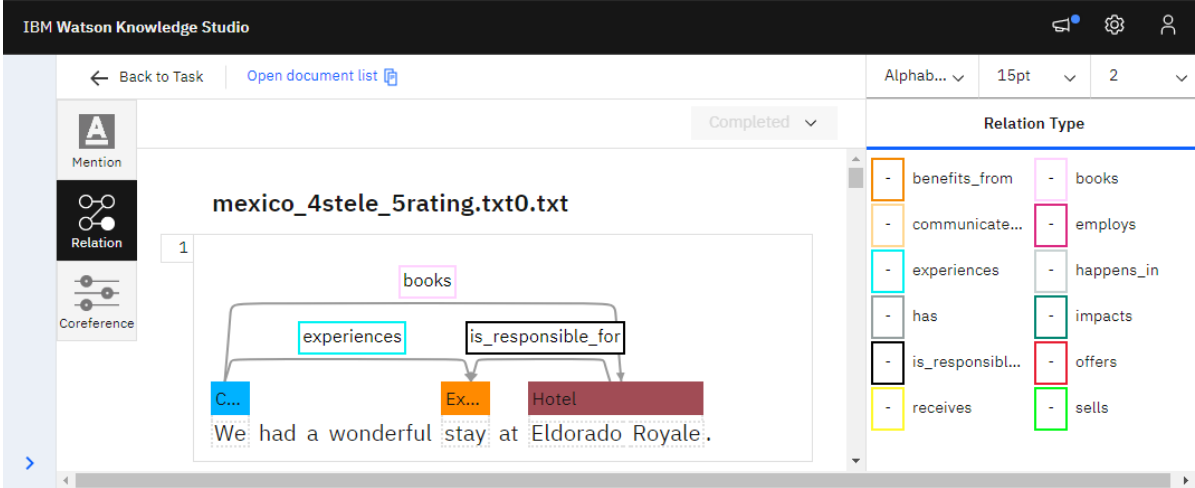 IBM Watson Knowledge Studio
Back to Task
Open document list
Alphab...
15pt
2
Mention
Relation
Coreference
Completed
mexico_4stele_5rating.txt0.txt
1
books
experiences
is_responsible_for
C...
Ex...
Hotel
We had a wonderful stay at Eldorado Royale.
Relation Type
- benefits_from
- books
- communicate...
- employs
- experiences
- happens_in
- has
- impacts
- is_responsibl...
- offers
- receives
- sells